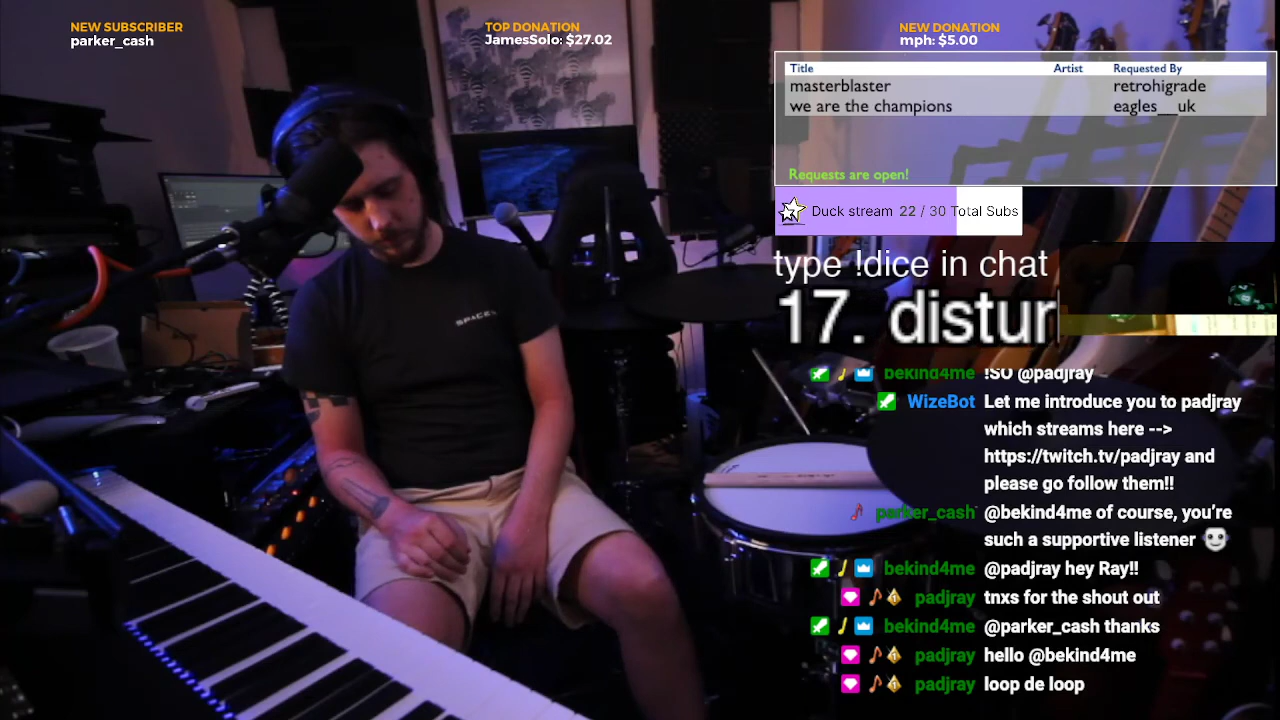 NEW SUBSCRIBER
parker_cash
TOP DONATION
JamesSolo: $27.02
NEW DONATION
mph: $5.00
Title Artist Requested By
masterblaster retrohigrade
we are the champions eagles__uk
Requests are open!
Duck stream 22 / 30 Total Subs
type !dice in chat
17. distur
bekind4me !SO @padjray
WizeBot Let me introduce you to padjray
which streams here -->
https://twitch.tv/padjray and
please go follow them!!
parker_cash @bekind4me of course, you're
such a supportive listener
bekind4me @padjray hey Ray!!
padjray tnxs for the shout out
bekind4me @parker_cash thanks
padjray hello @bekind4me
padjray loop de loop